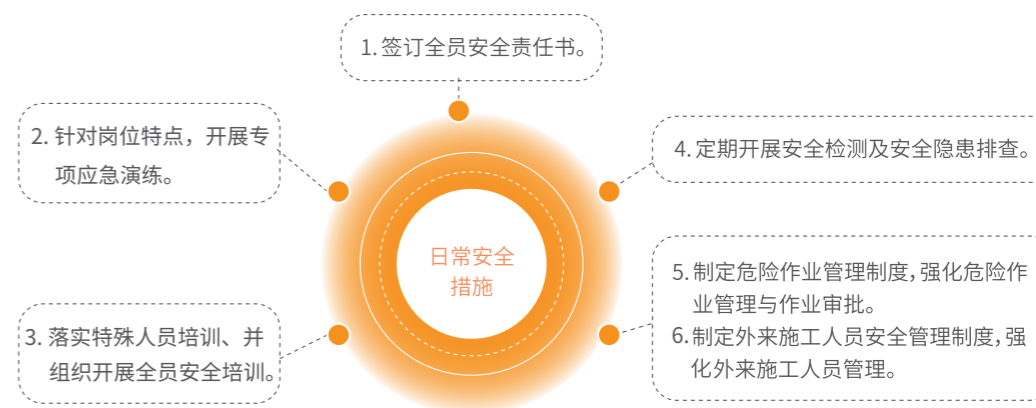 1. 签订全员安全责任书。
2. 针对岗位特点，开展专
项应急演练。
3. 落实特殊人员培训、并
组织开展全员安全培训。
日常安全
措施
4. 定期开展安全检测及安全隐患排查。
5. 制定危险作业管理制度，强化危险作
业管理与作业审批。
6. 制定外来施工人员安全管理制度，强
化外来施工人员管理。